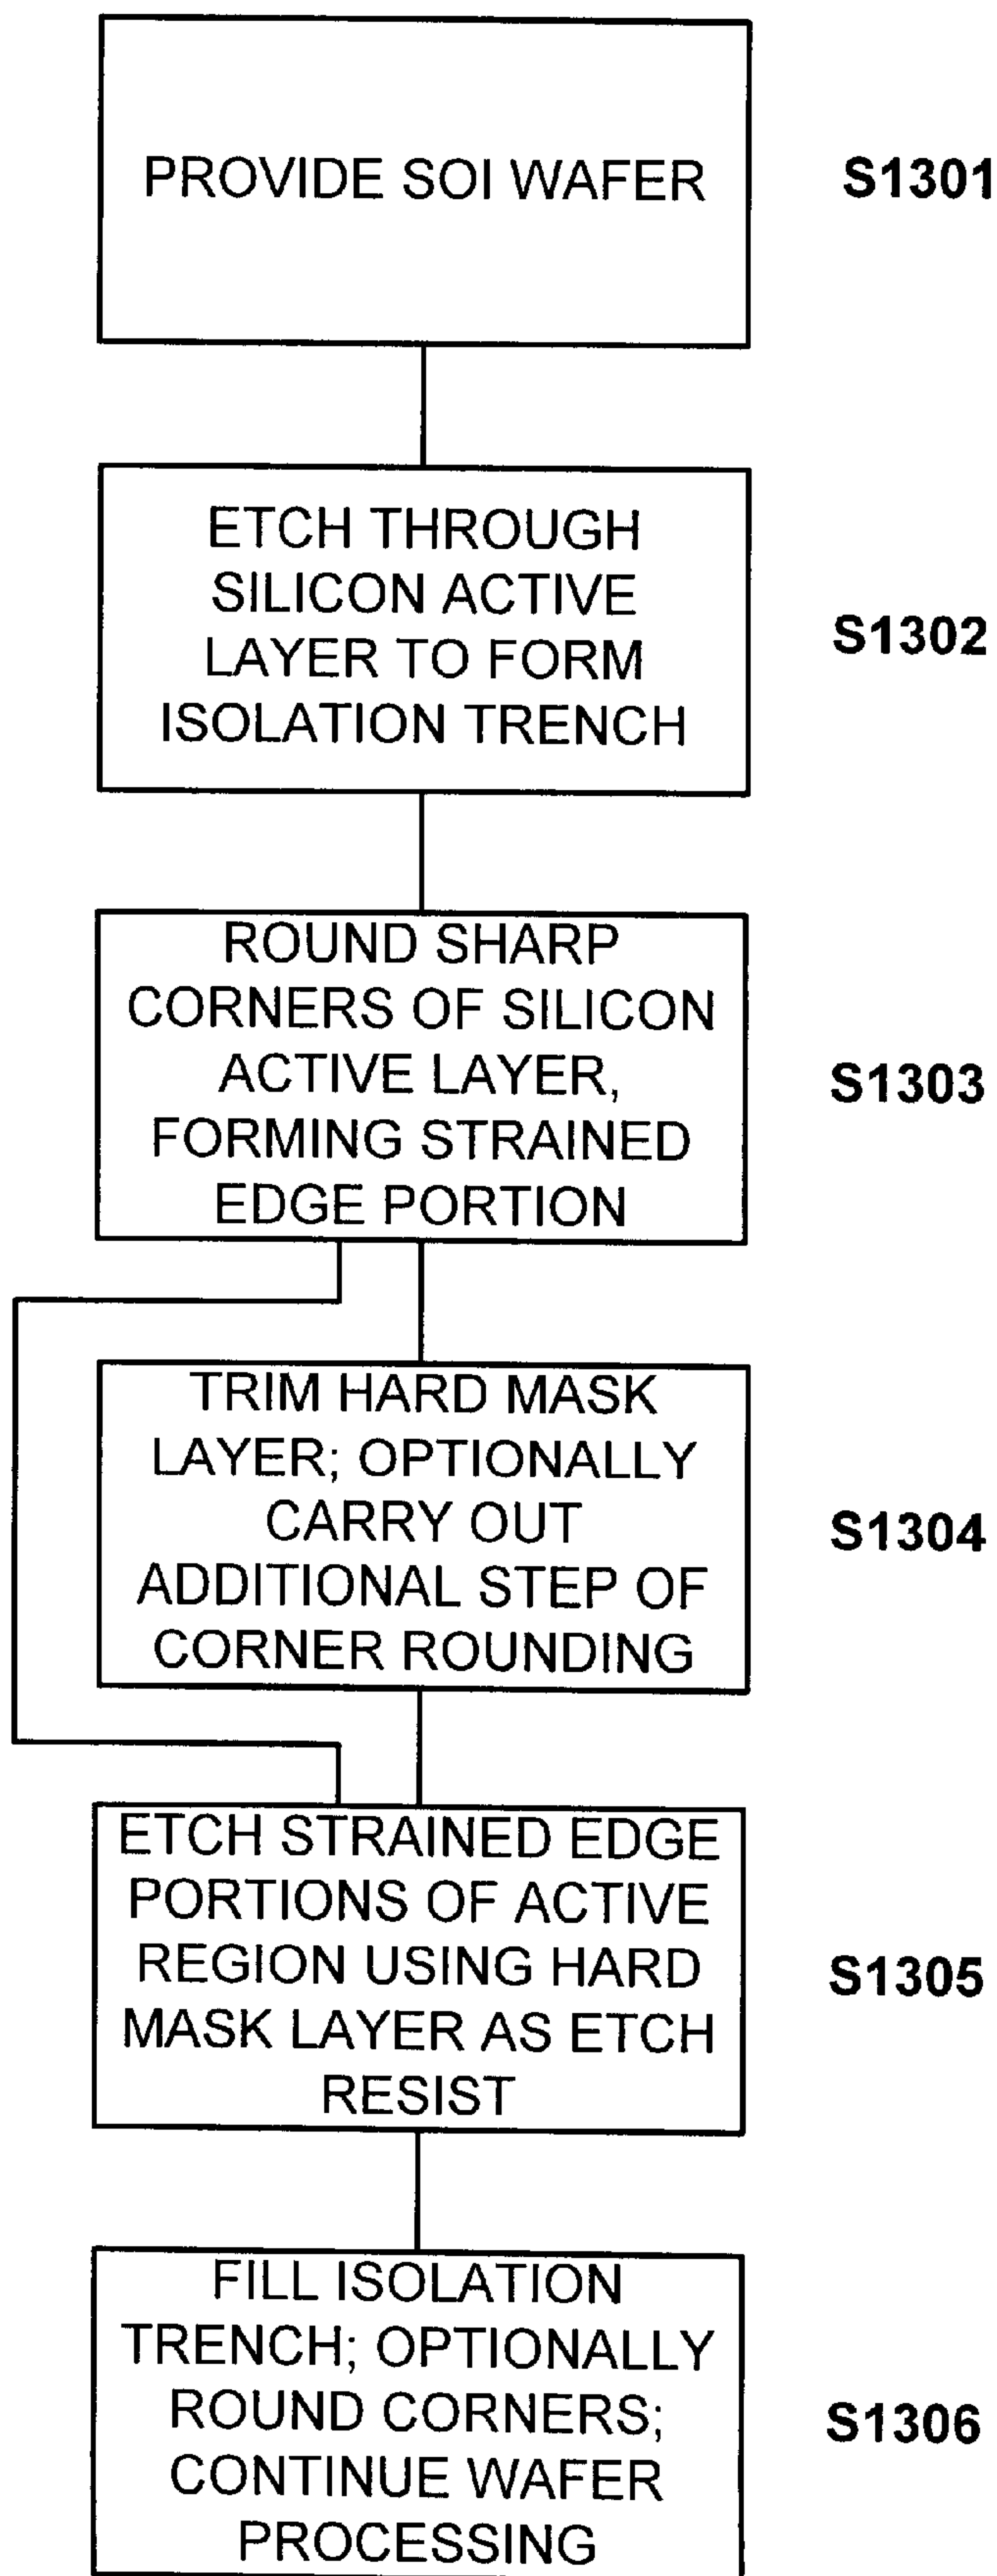 PROVIDE SOI WAFER
S1301
ETCH THROUGH
SILICON ACTIVE
LAYER TO FORM
ISOLATION TRENCH
S1302
ROUND SHARP
CORNERS OF SILICON
ACTIVE LAYER,
FORMING STRAINED
EDGE PORTION
S1303
TRIM HARD MASK
LAYER; OPTIONALLY
CARRY OUT
ADDITIONAL STEP OF
CORNER ROUNDING
S1304
ETCH STRAINED EDGE
PORTIONS OF ACTIVE
REGION USING HARD
MASK LAYER AS ETCH
RESIST
S1305
FILL ISOLATION
TRENCH; OPTIONALLY
ROUND CORNERS;
CONTINUE WAFER
PROCESSING
S1306